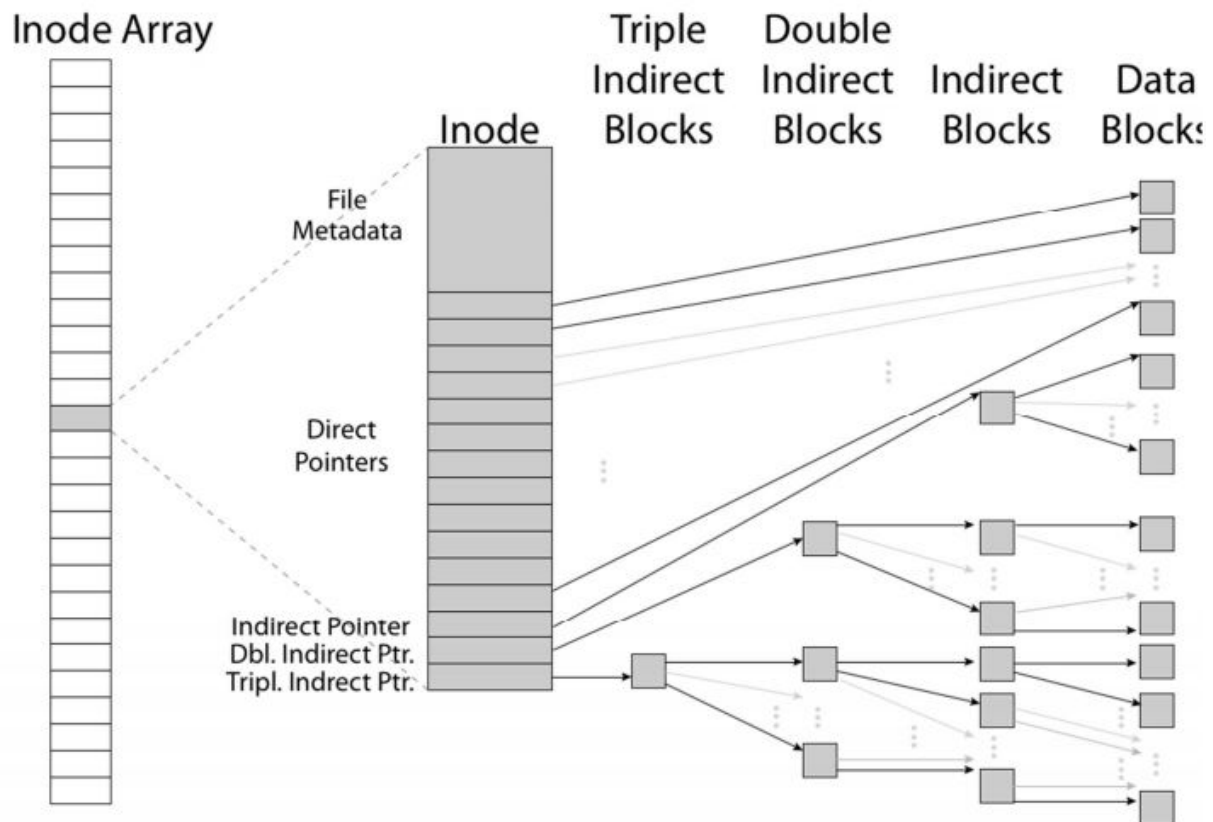 Inode Array
Triple
Indirect
Blocks
Double
Indirect
Blocks
Indirect
Blocks
Data
Blocks
Inode
File
Metadata
Direct
Pointers
Indirect Pointer
Dbl. Indirect Ptr.
Tripl. Indrect Ptr.